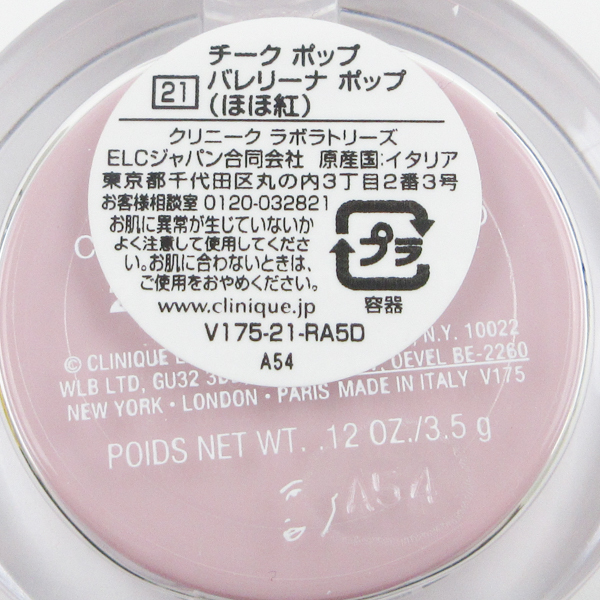 チーク ポップ
21 バレリーナ ポップ
(ほほ紅)
クリニーク ラボラトリーズ
ELCジャパン合同会社 原産国:イタリア
東京都千代田区丸の内3丁目2番3号
お客様相談室 0120-032821
お肌に異常が生じていないか
よく注意して使用してくださ
い。お肌に合わないときは、
ご使用をおやめください。
プラ
容器
www.clinique.jp
V175-21-RA5D
A54
N.Y. 10022
© CLINIQUE OEVEL BE-2260
WLB LTD, GU32
NEW YORK • LONDON • PARIS MADE IN ITALY V175
POIDS NET WT. .12 OZ./3.5 g
A54